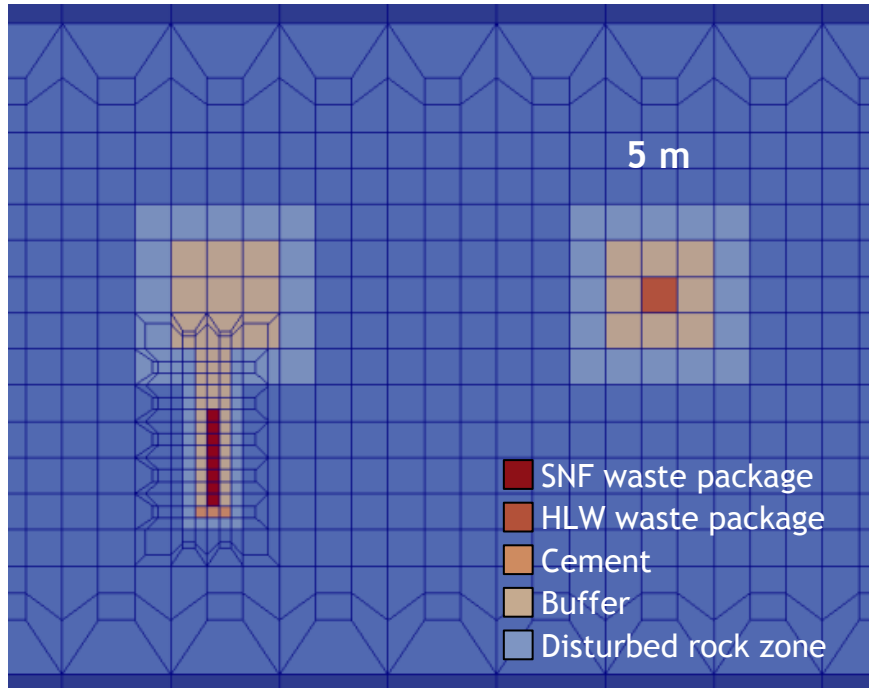 5 m
SNF waste package
HLW waste package
Cement
Buffer
Disturbed rock zone